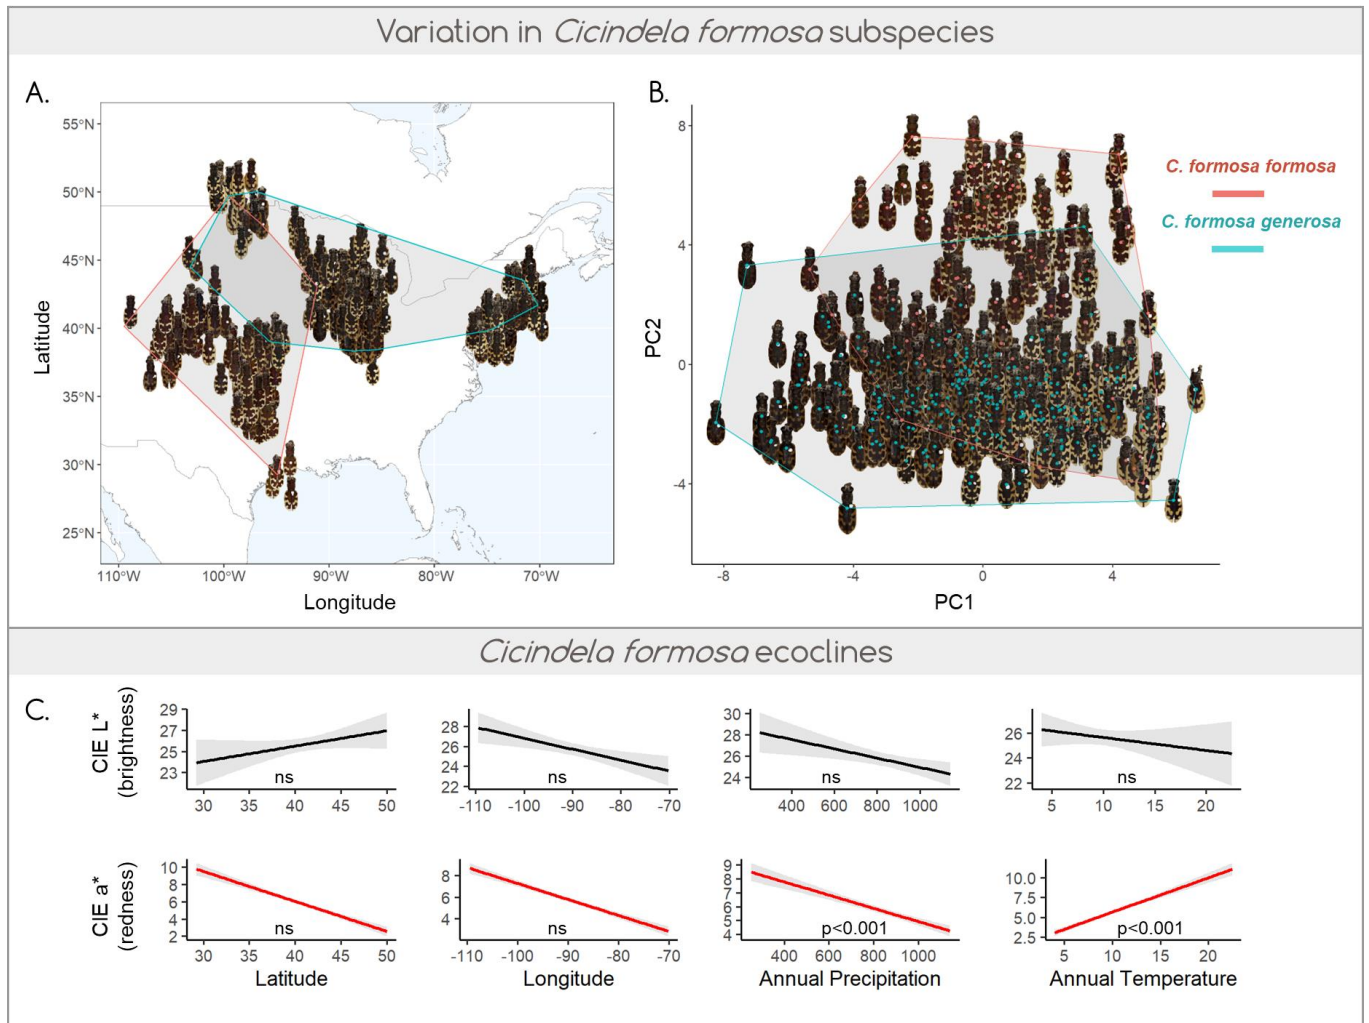 Variation in Cicindela formosa subspecies
A.
55°N
50°N
45°N
40°N
35°N
30°N
25°N
Latitude
110°W 100°W 90°W 80°W 70°W
Longitude
B.
8
4
0
-4
PC2
-8 -4 0 4
PC1
C. formosa formosa
C. formosa generosa
Cicindela formosa ecoclines
C.
CIE L*
(brightness)
29
27
25
23
ns
30 35 40 45 50
28
26
24
22
ns
-110 -100 -90 -80 -70
30
28
26
24
ns
400 600 800 1000
26
24
22
ns
5 10 15 20
CIE a*
(redness)
10
8
6
4
2
ns
30 35 40 45 50
Latitude
8
6
4
ns
-110 -100 -90 -80 -70
Longitude
9
8
7
6
5
4
p<0.001
400 600 800 1000
Annual Precipitation
10.0
7.5
5.0
2.5
p<0.001
5 10 15 20
Annual Temperature